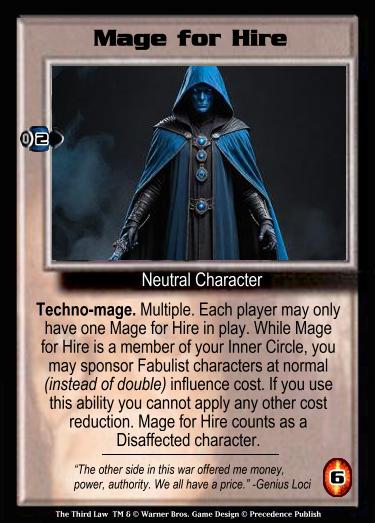 Mage for Hire
0 2
Neutral Character
Techno-mage. Multiple. Each player may only
have one Mage for Hire in play. While Mage
for Hire is a member of your Inner Circle, you
may sponsor Fabulist characters at normal
(instead of double) influence cost. If you use
this ability you cannot apply any other cost
reduction. Mage for Hire counts as a
Disaffected character.
"The other side in this war offered me money,
power, authority. We all have a price." -Genius Loci
6
The Third Law TM & © Warner Bros. Game Design © Precedence Publish